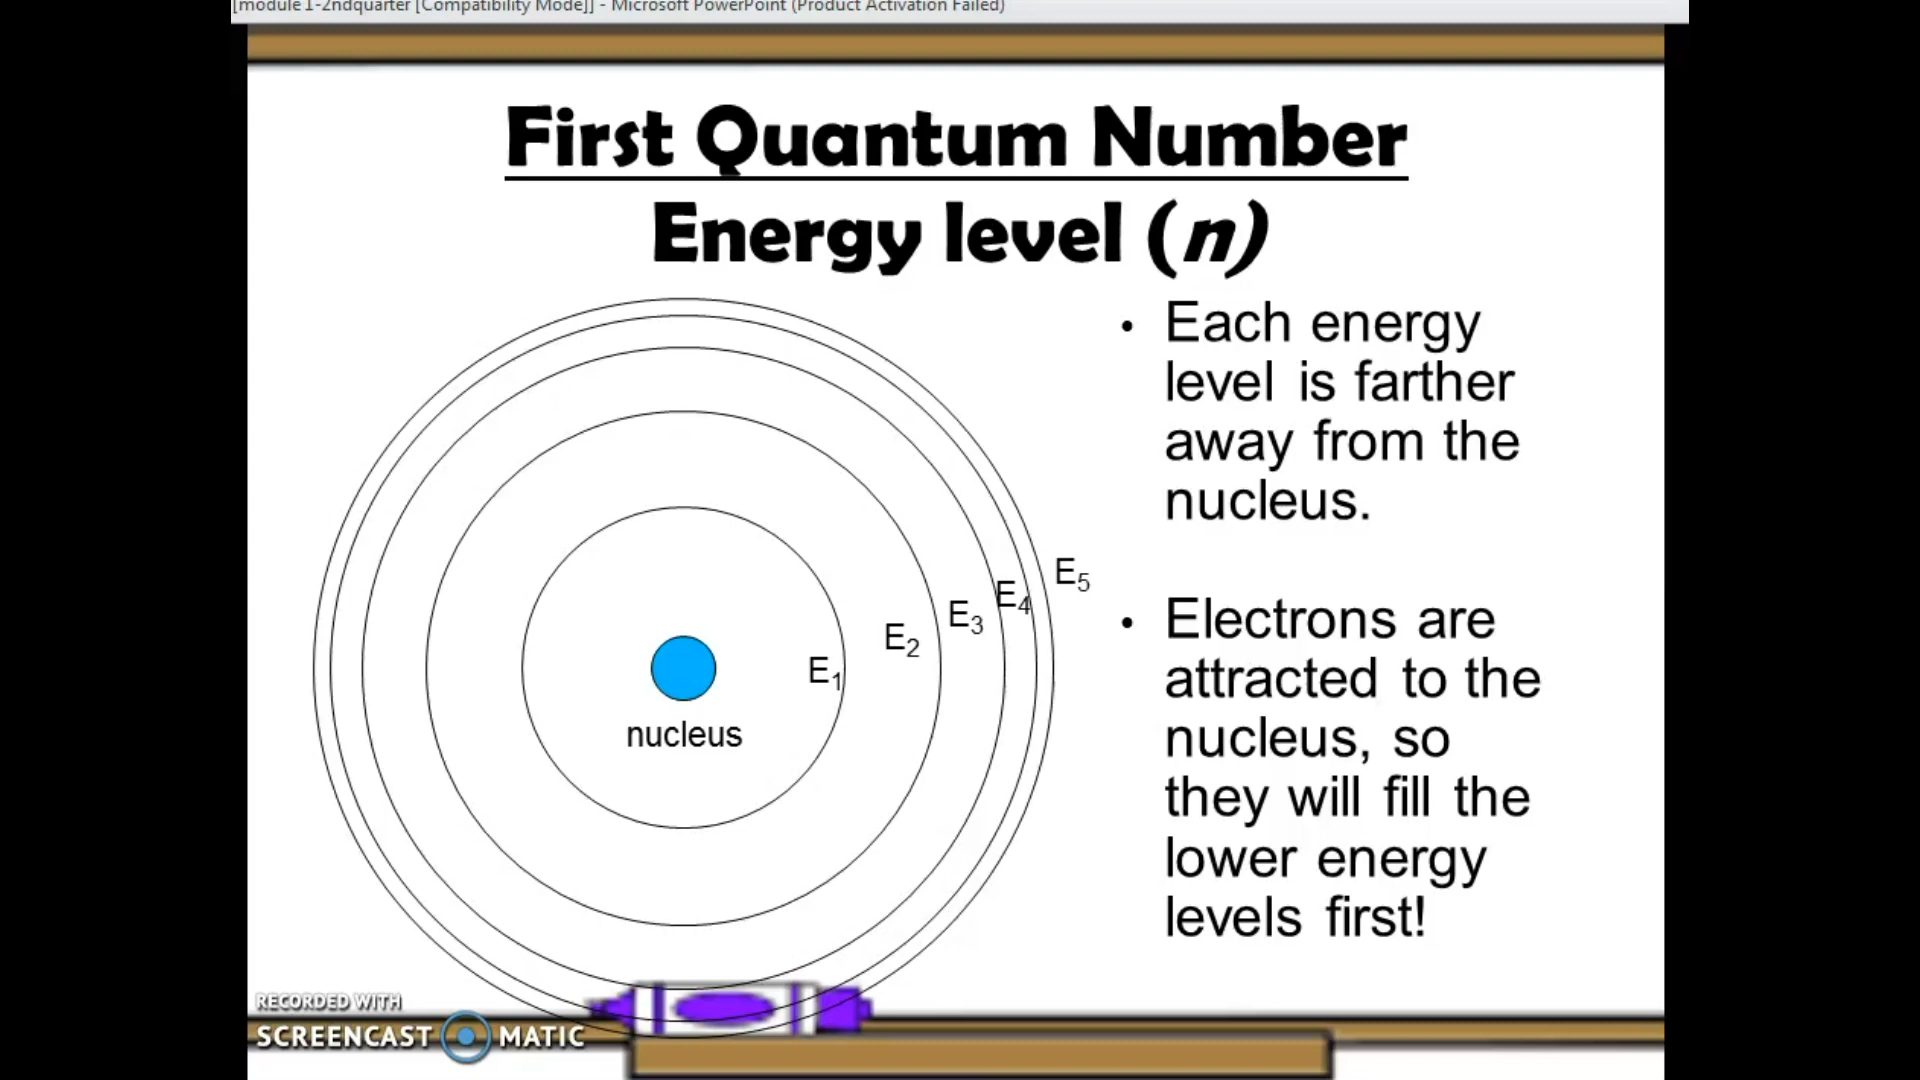 [module 1-2ndquarter [Compatibility Mode]] - Microsoft PowerPoint (Product Activation Failed)
First Quantum Number
Energy level (n)
• Each energy
level is farther
away from the
nucleus.
• Electrons are
attracted to the
nucleus, so
they will fill the
lower energy
levels first!
E5
E4
E3
E2
E1
nucleus
RECORDED WITH
SCREENCAST MATIC